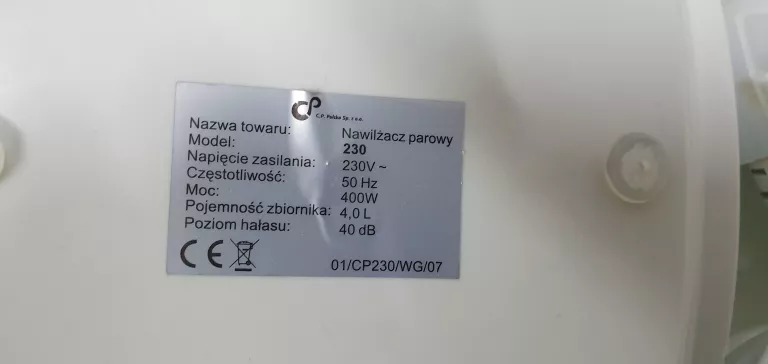 CP
C.P. Polska Sp. z o.o.
Nazwa towaru: Nawilżacz parowy
Model: 230
Napięcie zasilania: 230V ~
Częstotliwość: 50 Hz
Moc: 400W
Pojemność zbiornika: 4,0 L
Poziom hałasu: 40 dB
CE
01/CP230/WG/07